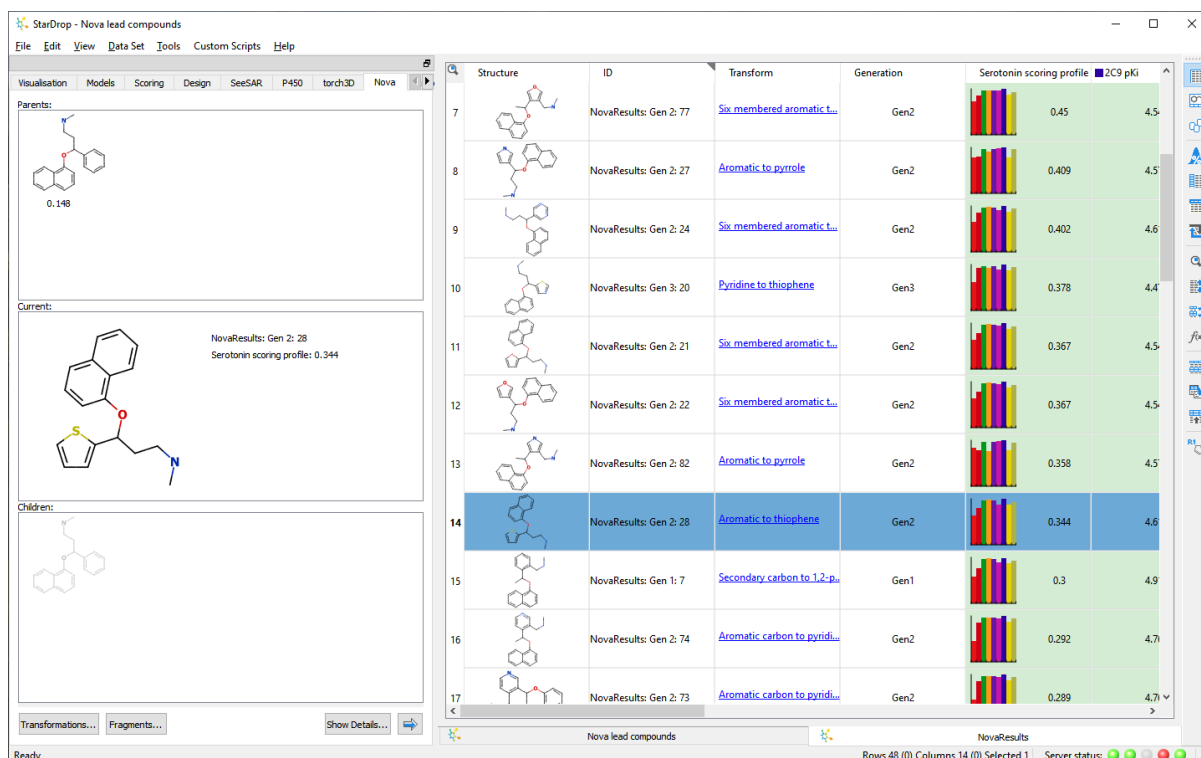 StarDrop - Nova lead compounds
File Edit View Data Set Tools Custom Scripts Help
Visualisation Models Scoring Design SeeSAR P450 torch3D Nova
Parents:
0.148
Current:
NovaResults: Gen 2: 28
Serotonin scoring profile: 0.344
Children:
Transformations... Fragments... Show Details...
Structure ID Transform Generation Serotonin scoring profile 2C9 pKi
7 NovaResults: Gen 2: 77 Six membered aromatic t... Gen2 0.45
8 NovaResults: Gen 2: 27 Aromatic to pyrrole Gen2 0.409
9 NovaResults: Gen 2: 24 Six membered aromatic t... Gen2 0.402
10 NovaResults: Gen 3: 20 Pyridine to thiophene Gen3 0.378
11 NovaResults: Gen 2: 21 Six membered aromatic t... Gen2 0.367
12 NovaResults: Gen 2: 22 Six membered aromatic t... Gen2 0.367
13 NovaResults: Gen 2: 82 Aromatic to pyrrole Gen2 0.358
14 NovaResults: Gen 2: 28 Aromatic to thiophene Gen2 0.344
15 NovaResults: Gen 1: 7 Secondary carbon to 1,2-p... Gen1 0.3
16 NovaResults: Gen 2: 74 Aromatic carbon to pyridi... Gen2 0.292
17 NovaResults: Gen 2: 73 Aromatic carbon to pyridi... Gen2 0.289
Nova lead compounds NovaResults
Ready Rows 48 (0) Columns 14 (0) Selected 1 Server status: